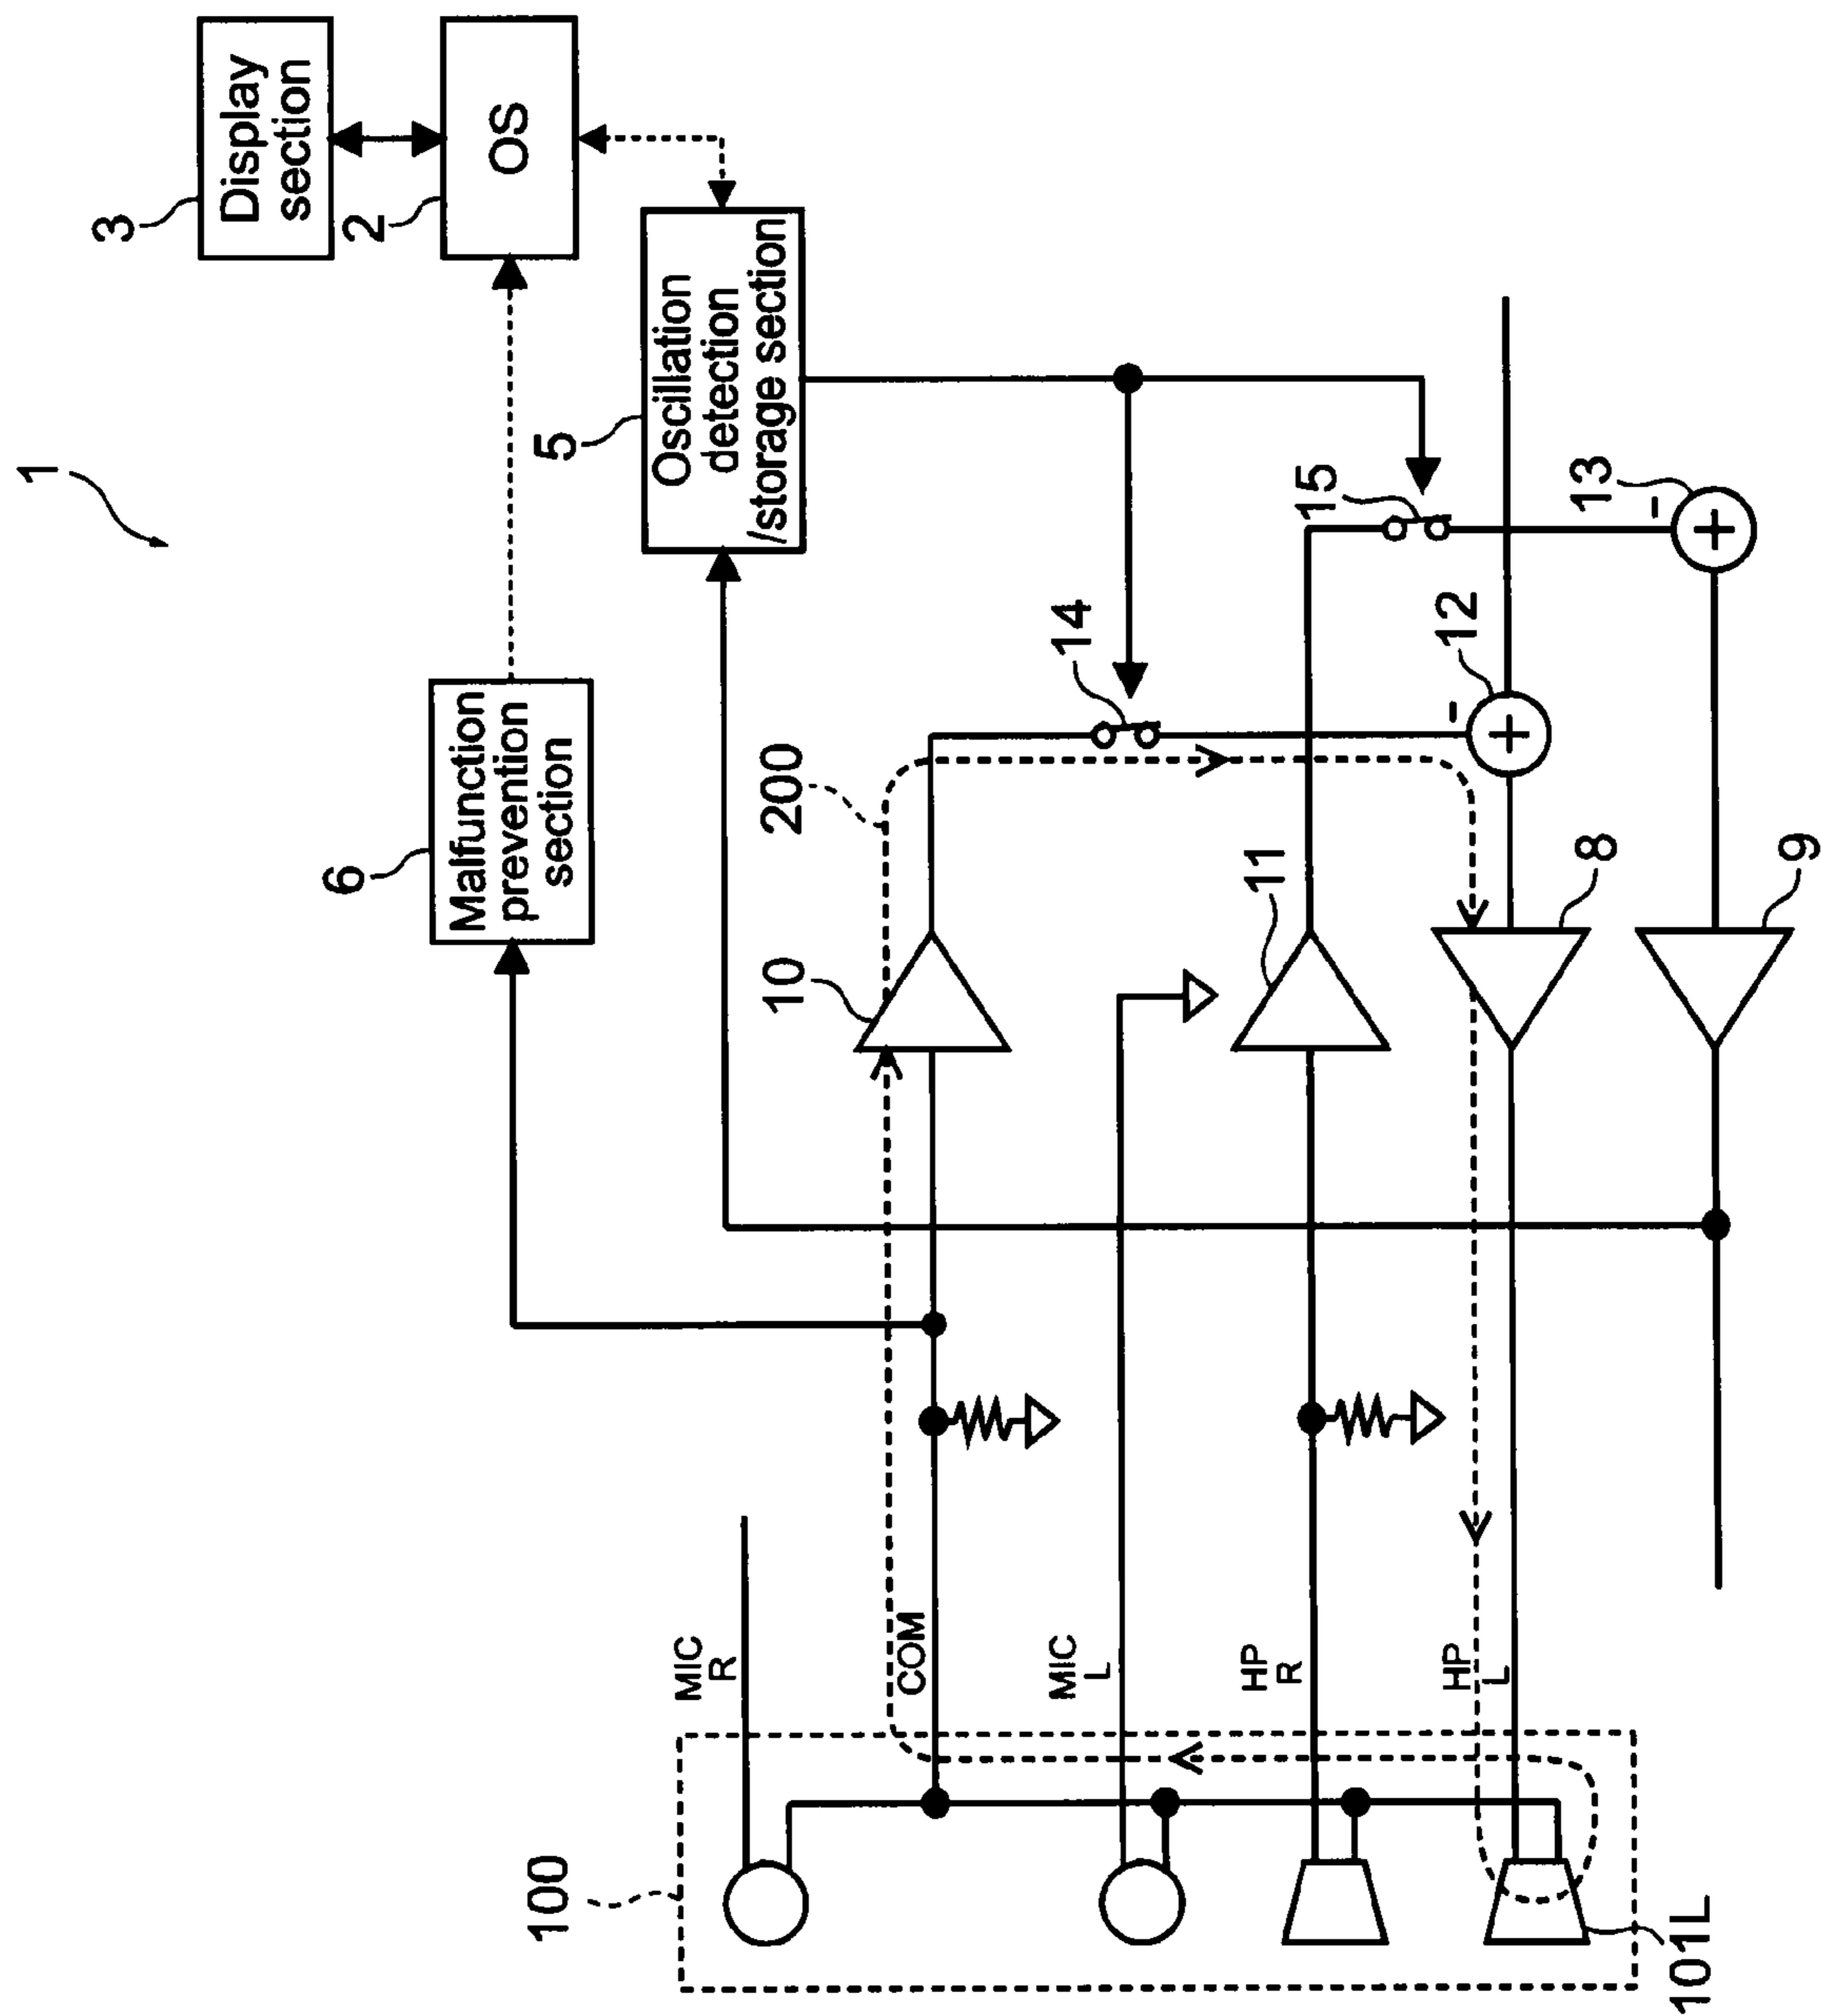 1
3
Display
section
2
OS
5
Oscillation
detection
/storage section
6
Malfunction
prevention
section
200
10
14
15
11
12
13
8
9
MIC
R
COM
MIC
L
HP
R
HP
L
100
101L